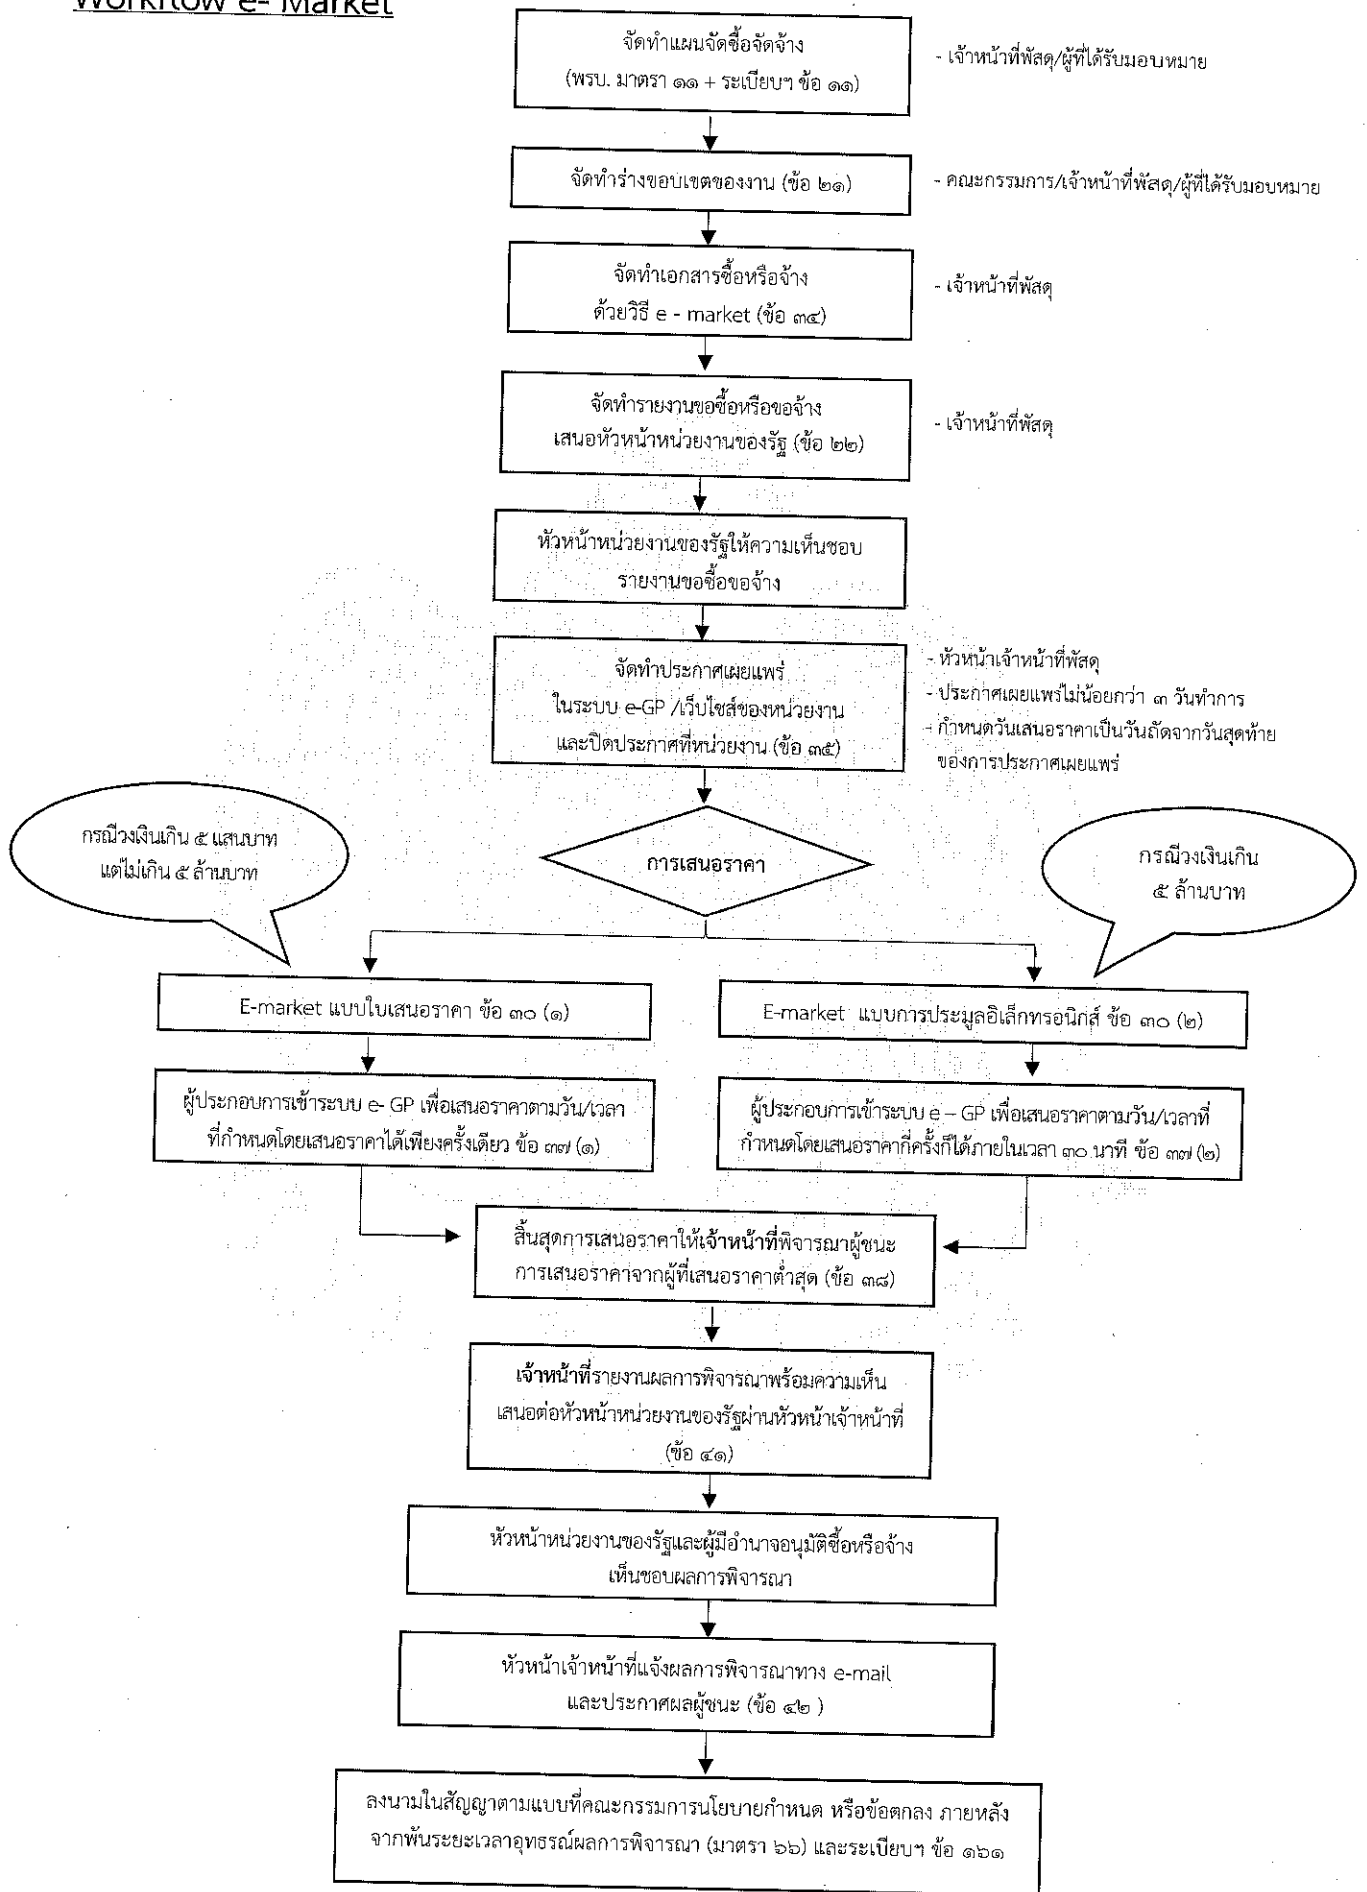 Workflow e- Market
จัดทำแผนจัดซื้อจัดจ้าง
(พรบ. มาตรา ๑๑ + ระเบียบฯ ข้อ ๑๑)
- เจ้าหน้าที่พัสดุ/ผู้ที่ได้รับมอบหมาย
จัดทำร่างขอบเขตของงาน (ข้อ ๒๑)
- คณะกรรมการ/เจ้าหน้าที่พัสดุ/ผู้ที่ได้รับมอบหมาย
จัดทำเอกสารซื้อหรือจ้าง
ด้วยวิธี e - market (ข้อ ๓๔)
- เจ้าหน้าที่พัสดุ
จัดทำรายงานขอซื้อหรือขอจ้าง
เสนอหัวหน้าหน่วยงานของรัฐ (ข้อ ๒๒)
- เจ้าหน้าที่พัสดุ
หัวหน้าหน่วยงานของรัฐให้ความเห็นชอบ
รายงานขอซื้อขอจ้าง
จัดทำประกาศเผยแพร่
ในระบบ e-GP /เว็บไซส์ของหน่วยงาน
และปิดประกาศที่หน่วยงาน (ข้อ ๓๕)
- หัวหน้าเจ้าหน้าที่พัสดุ
- ประกาศเผยแพร่ไม่น้อยกว่า ๓ วันทำการ
- กำหนดวันเสนอราคาเป็นวันถัดจากวันสุดท้าย
ของการประกาศเผยแพร่
กรณีวงเงินเกิน ๕ แสนบาท
แต่ไม่เกิน ๕ ล้านบาท
การเสนอราคา
กรณีวงเงินเกิน
๕ ล้านบาท
E-market แบบใบเสนอราคา ข้อ ๓๐ (๑)
E-market แบบการประมูลอิเล็กทรอนิกส์ ข้อ ๓๐ (๒)
ผู้ประกอบการเข้าระบบ e- GP เพื่อเสนอราคาตามวัน/เวลา
ที่กำหนดโดยเสนอราคาได้เพียงครั้งเดียว ข้อ ๓๗ (๑)
ผู้ประกอบการเข้าระบบ e – GP เพื่อเสนอราคาตามวัน/เวลาที่
กำหนดโดยเสนอราคากี่ครั้งก็ได้ภายในเวลา ๓๐ นาที ข้อ ๓๗ (๒)
สิ้นสุดการเสนอราคาให้เจ้าหน้าที่พิจารณาผู้ชนะ
การเสนอราคาจากผู้ที่เสนอราคาต่ำสุด (ข้อ ๓๘)
เจ้าหน้าที่รายงานผลการพิจารณาพร้อมความเห็น
เสนอต่อหัวหน้าหน่วยงานของรัฐผ่านหัวหน้าเจ้าหน้าที่
(ข้อ ๔๑)
หัวหน้าหน่วยงานของรัฐและผู้มีอำนาจอนุมัติซื้อหรือจ้าง
เห็นชอบผลการพิจารณา
หัวหน้าเจ้าหน้าที่แจ้งผลการพิจารณาทาง e-mail
และประกาศผลผู้ชนะ (ข้อ ๔๒ )
ลงนามในสัญญาตามแบบที่คณะกรรมการนโยบายกำหนด หรือข้อตกลง ภายหลัง
จากพ้นระยะเวลาอุทธรณ์ผลการพิจารณา (มาตรา ๖๖) และระเบียบฯ ข้อ ๑๖๑